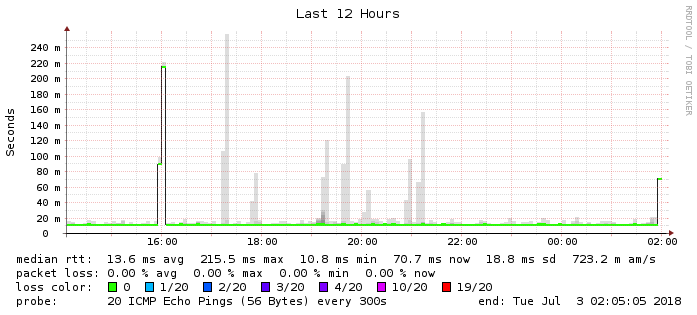 Last 12 Hours
RRDTOOL / TOBI OETIKER
Seconds
240 m
220 m
200 m
180 m
160 m
140 m
120 m
100 m
80 m
60 m
40 m
20 m
0
16:00 18:00 20:00 22:00 00:00 02:00
median rtt: 13.6 ms avg 215.5 ms max 10.8 ms min 70.7 ms now 18.8 ms sd 723.2 m am/s
packet loss: 0.00 % avg 0.00 % max 0.00 % min 0.00 % now
loss color: 0 1/20 2/20 3/20 4/20 10/20 19/20
probe: 20 ICMP Echo Pings (56 Bytes) every 300s end: Tue Jul 3 02:05:05 2018